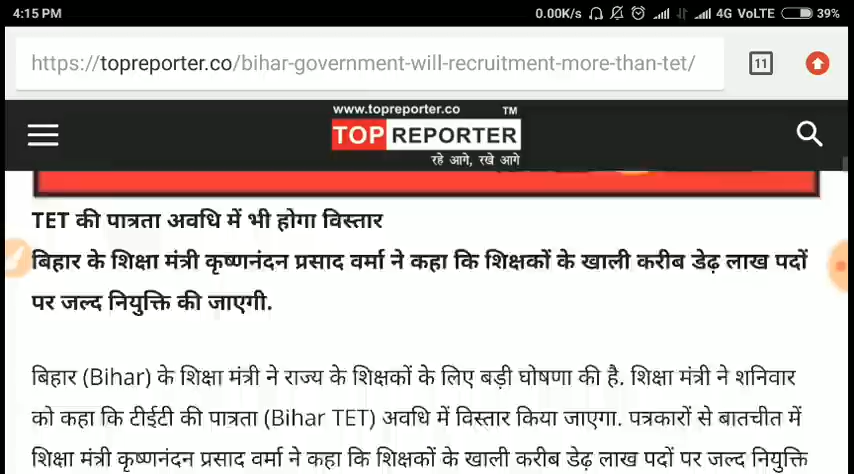 4:15 PM
0.00K/s 4G VoLTE 39%
https://topreporter.co/bihar-government-will-recruitment-more-than-tet/
11
www.topreporter.co TM
TOP REPORTER
रहे आगे, रखे आगे
TET की पात्रता अवधि में भी होगा विस्तार
बिहार के शिक्षा मंत्री कृष्णनंदन प्रसाद वर्मा ने कहा कि शिक्षकों के खाली करीब डेढ़ लाख पदों
पर जल्द नियुक्ति की जाएगी.
बिहार (Bihar) के शिक्षा मंत्री ने राज्य के शिक्षकों के लिए बड़ी घोषणा की है. शिक्षा मंत्री ने शनिवार
को कहा कि टीईटी की पात्रता (Bihar TET) अवधि में विस्तार किया जाएगा. पत्रकारों से बातचीत में
शिक्षा मंत्री कृष्णनंदन प्रसाद वर्मा ने कहा कि शिक्षकों के खाली करीब डेढ़ लाख पदों पर जल्द नियुक्ति